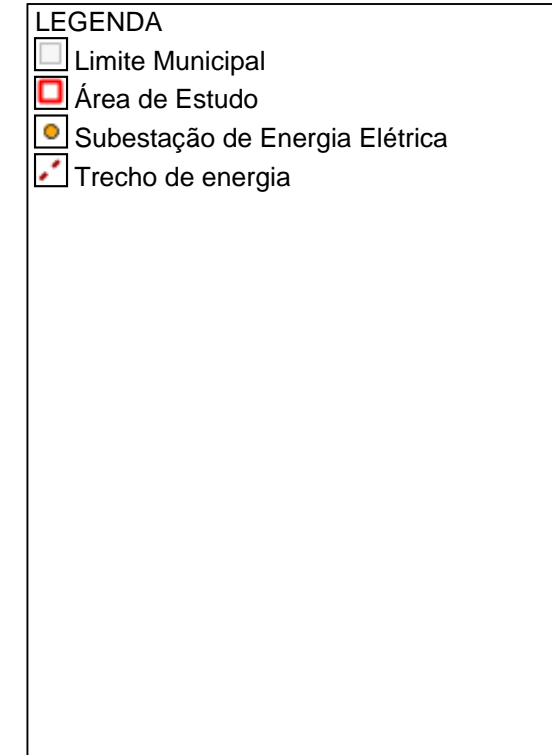 LEGENDA
Limite Municipal
Área de Estudo
Subestação de Energia Elétrica
Trecho de energia